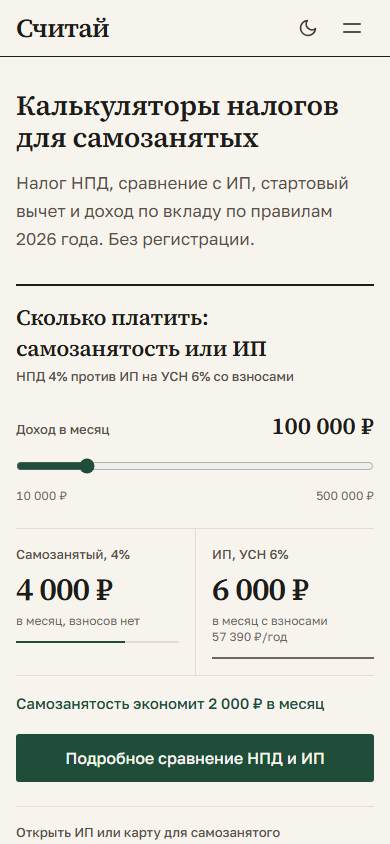 Считай
Калькуляторы налогов
для самозанятых
Налог НПД, сравнение с ИП, стартовый
вычет и доход по вкладу по правилам
2026 года. Без регистрации.
Сколько платить:
самозанятость или ИП
НПД 4% против ИП на УСН 6% со взносами
Доход в месяц
100 000 ₽
10 000 ₽
500 000 ₽
Самозанятый, 4%
4 000 ₽
в месяц, взносов нет
ИП, УСН 6%
6 000 ₽
в месяц с взносами
57 390 ₽/год
Самозанятость экономит 2 000 ₽ в месяц
Подробное сравнение НПД и ИП
Открыть ИП или карту для самозанятого